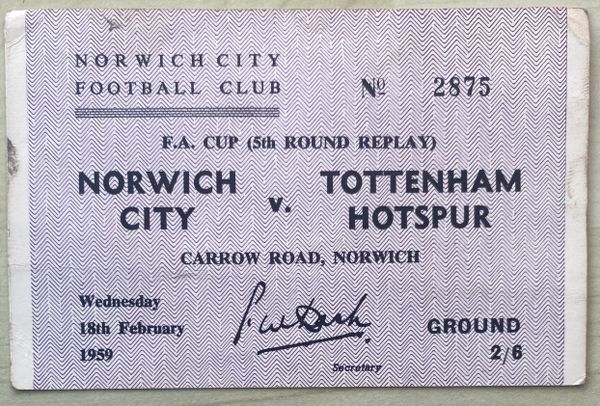 NORWICH CITY
FOOTBALL CLUB
Nº 2875
F.A. CUP (5th ROUND REPLAY)
NORWICH CITY v. TOTTENHAM HOTSPUR
CARROW ROAD, NORWICH
Wednesday
18th February
1959
Secretary
GROUND
2/6